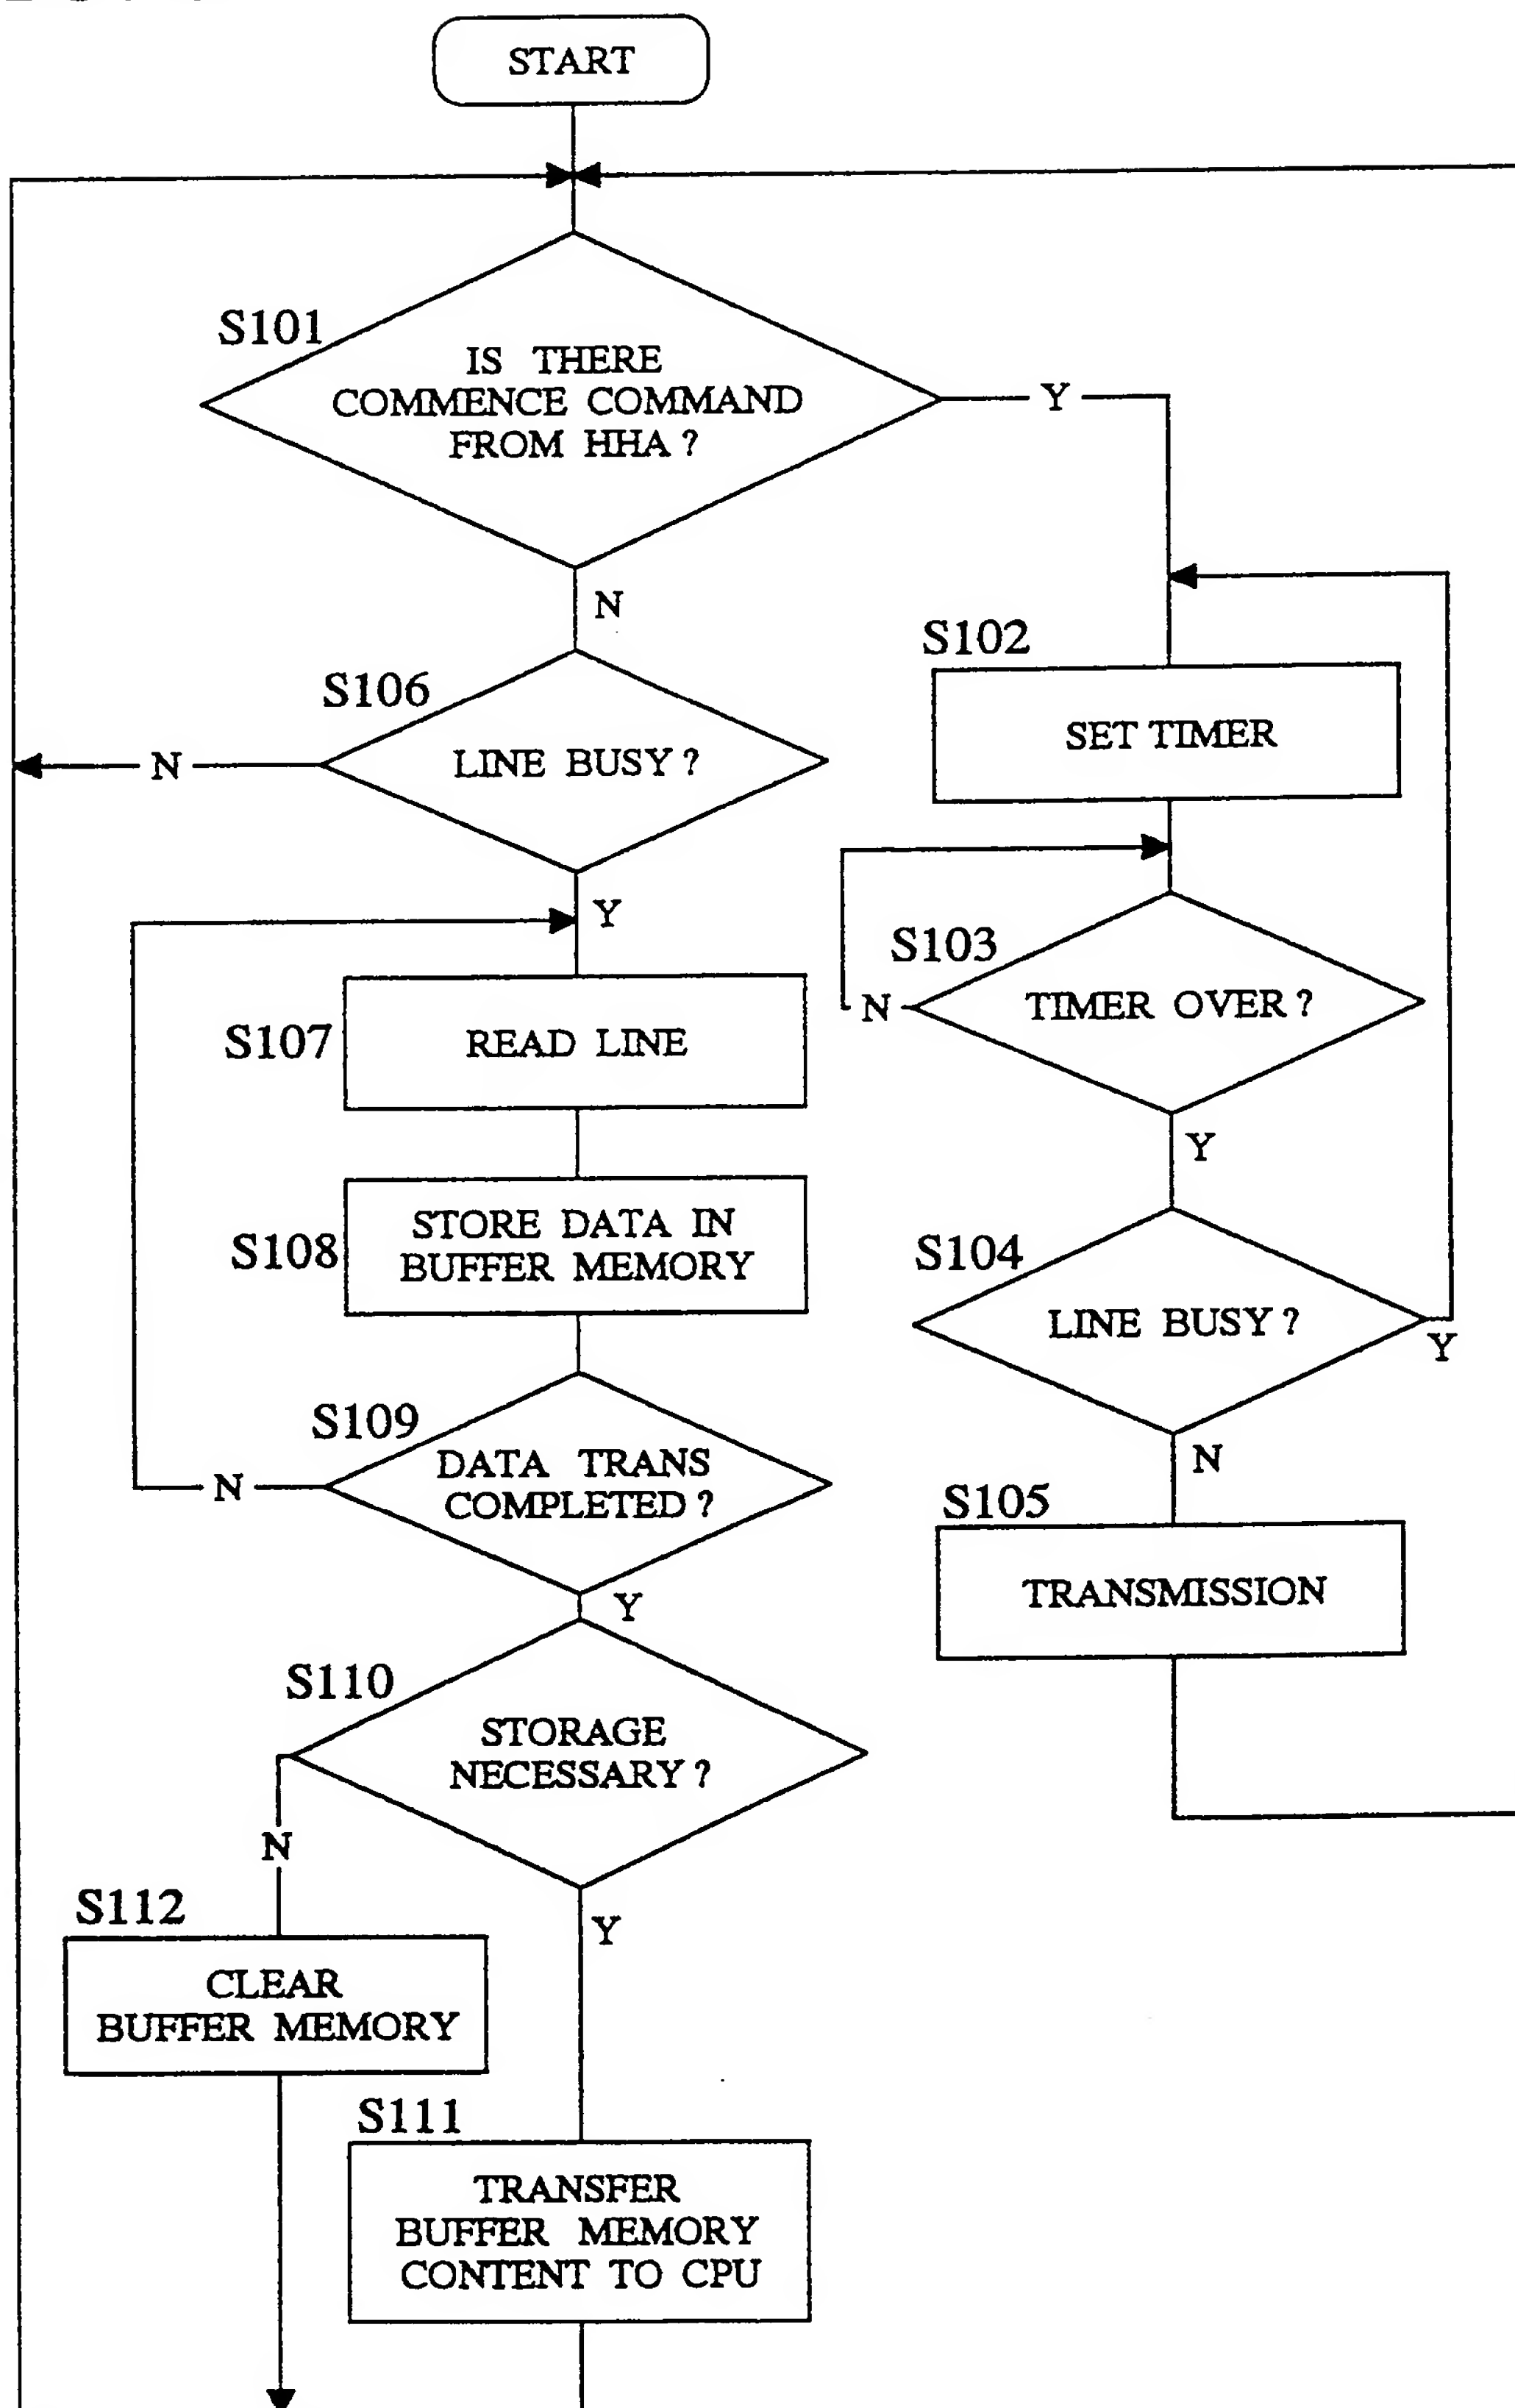 START
S101
IS THERE
COMMENCE COMMAND
FROM HHA ?
Y
N
S102
SET TIMER
S106
LINE BUSY ?
N
Y
S103
TIMER OVER ?
N
Y
S107
READ LINE
S108
STORE DATA IN
BUFFER MEMORY
S104
LINE BUSY ?
Y
N
S109
DATA TRANS
COMPLETED ?
N
Y
S105
TRANSMISSION
S110
STORAGE
NECESSARY ?
N
Y
S112
CLEAR
BUFFER MEMORY
S111
TRANSFER
BUFFER MEMORY
CONTENT TO CPU